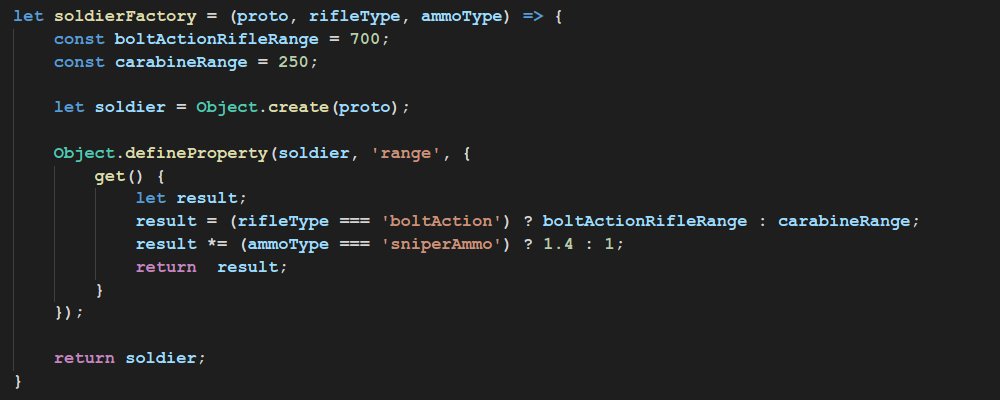 let soldierFactory = (proto, rifleType, ammoType) => {
    const boltActionRifleRange = 700;
    const carabineRange = 250;

    let soldier = Object.create(proto);

    Object.defineProperty(soldier, 'range', {
        get() {
            let result;
            result = (rifleType === 'boltAction') ? boltActionRifleRange : carabineRange;
            result *= (ammoType === 'sniperAmmo') ? 1.4 : 1;
            return  result;
        }
    });

    return soldier;
}